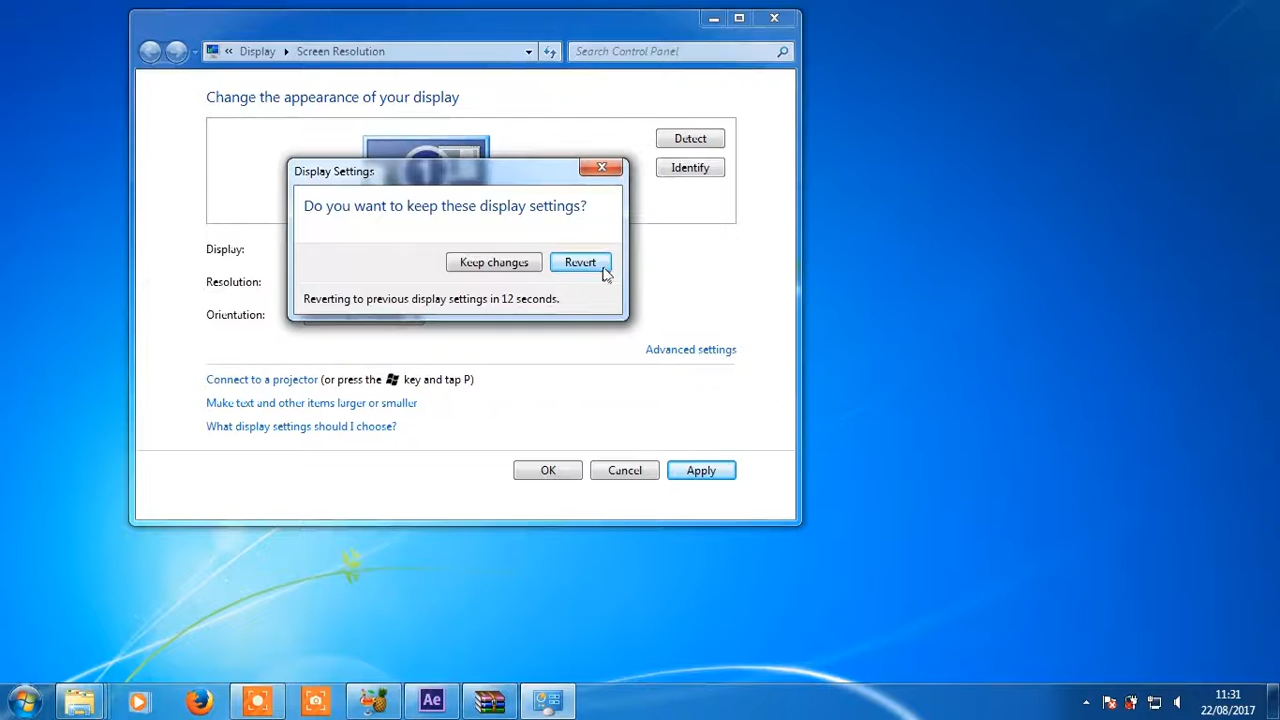 « Display ▸ Screen Resolution
Search Control Panel
Change the appearance of your display
Detect
Identify
Display Settings
Do you want to keep these display settings?
Keep changes
Revert
Reverting to previous display settings in 12 seconds.
Display:
Resolution:
Orientation:
Advanced settings
Connect to a projector (or press the key and tap P)
Make text and other items larger or smaller
What display settings should I choose?
OK
Cancel
Apply
Ae
11:31
22/08/2017